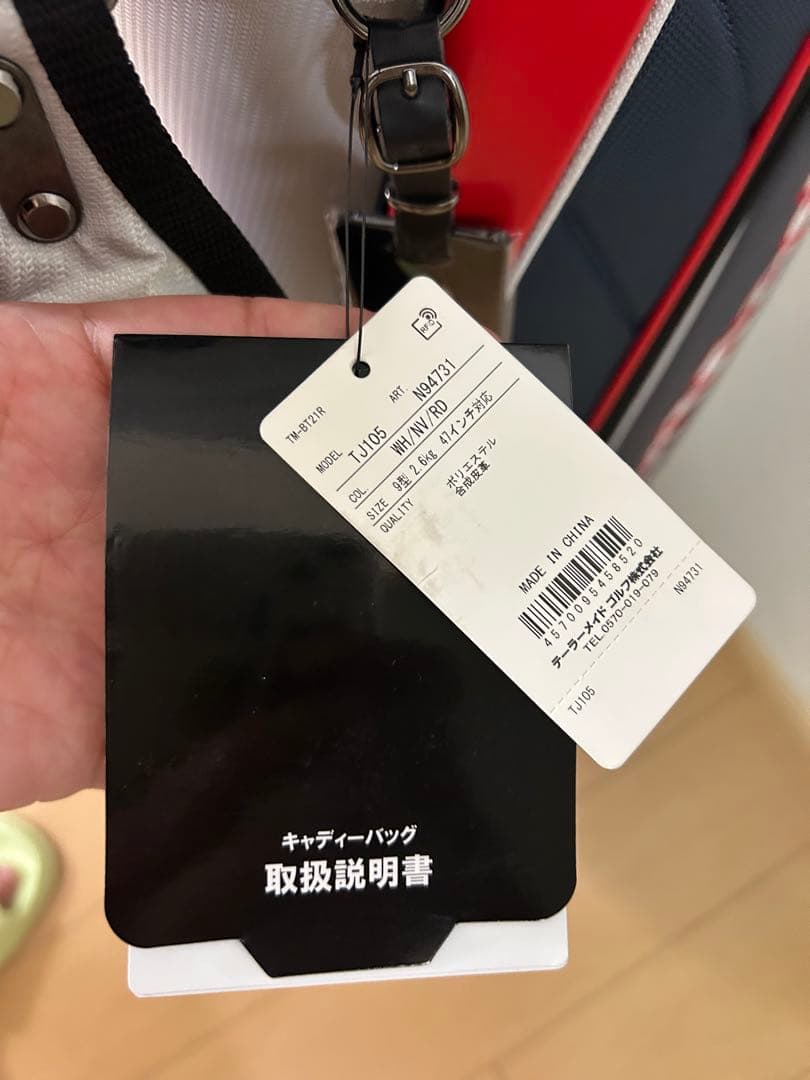 RFID
TM-BT21R
MODEL TJ105 ART. N94731
COL. WH/NV/RD
SIZE 9型 2.6kg 47インチ対応
QUALITY ポリエステル
合成皮革
MADE IN CHINA
4570095458520
テーラーメイド ゴルフ株式会社
TEL.0570-019-079
TJ105 N94731
キャディーバッグ
取扱説明書